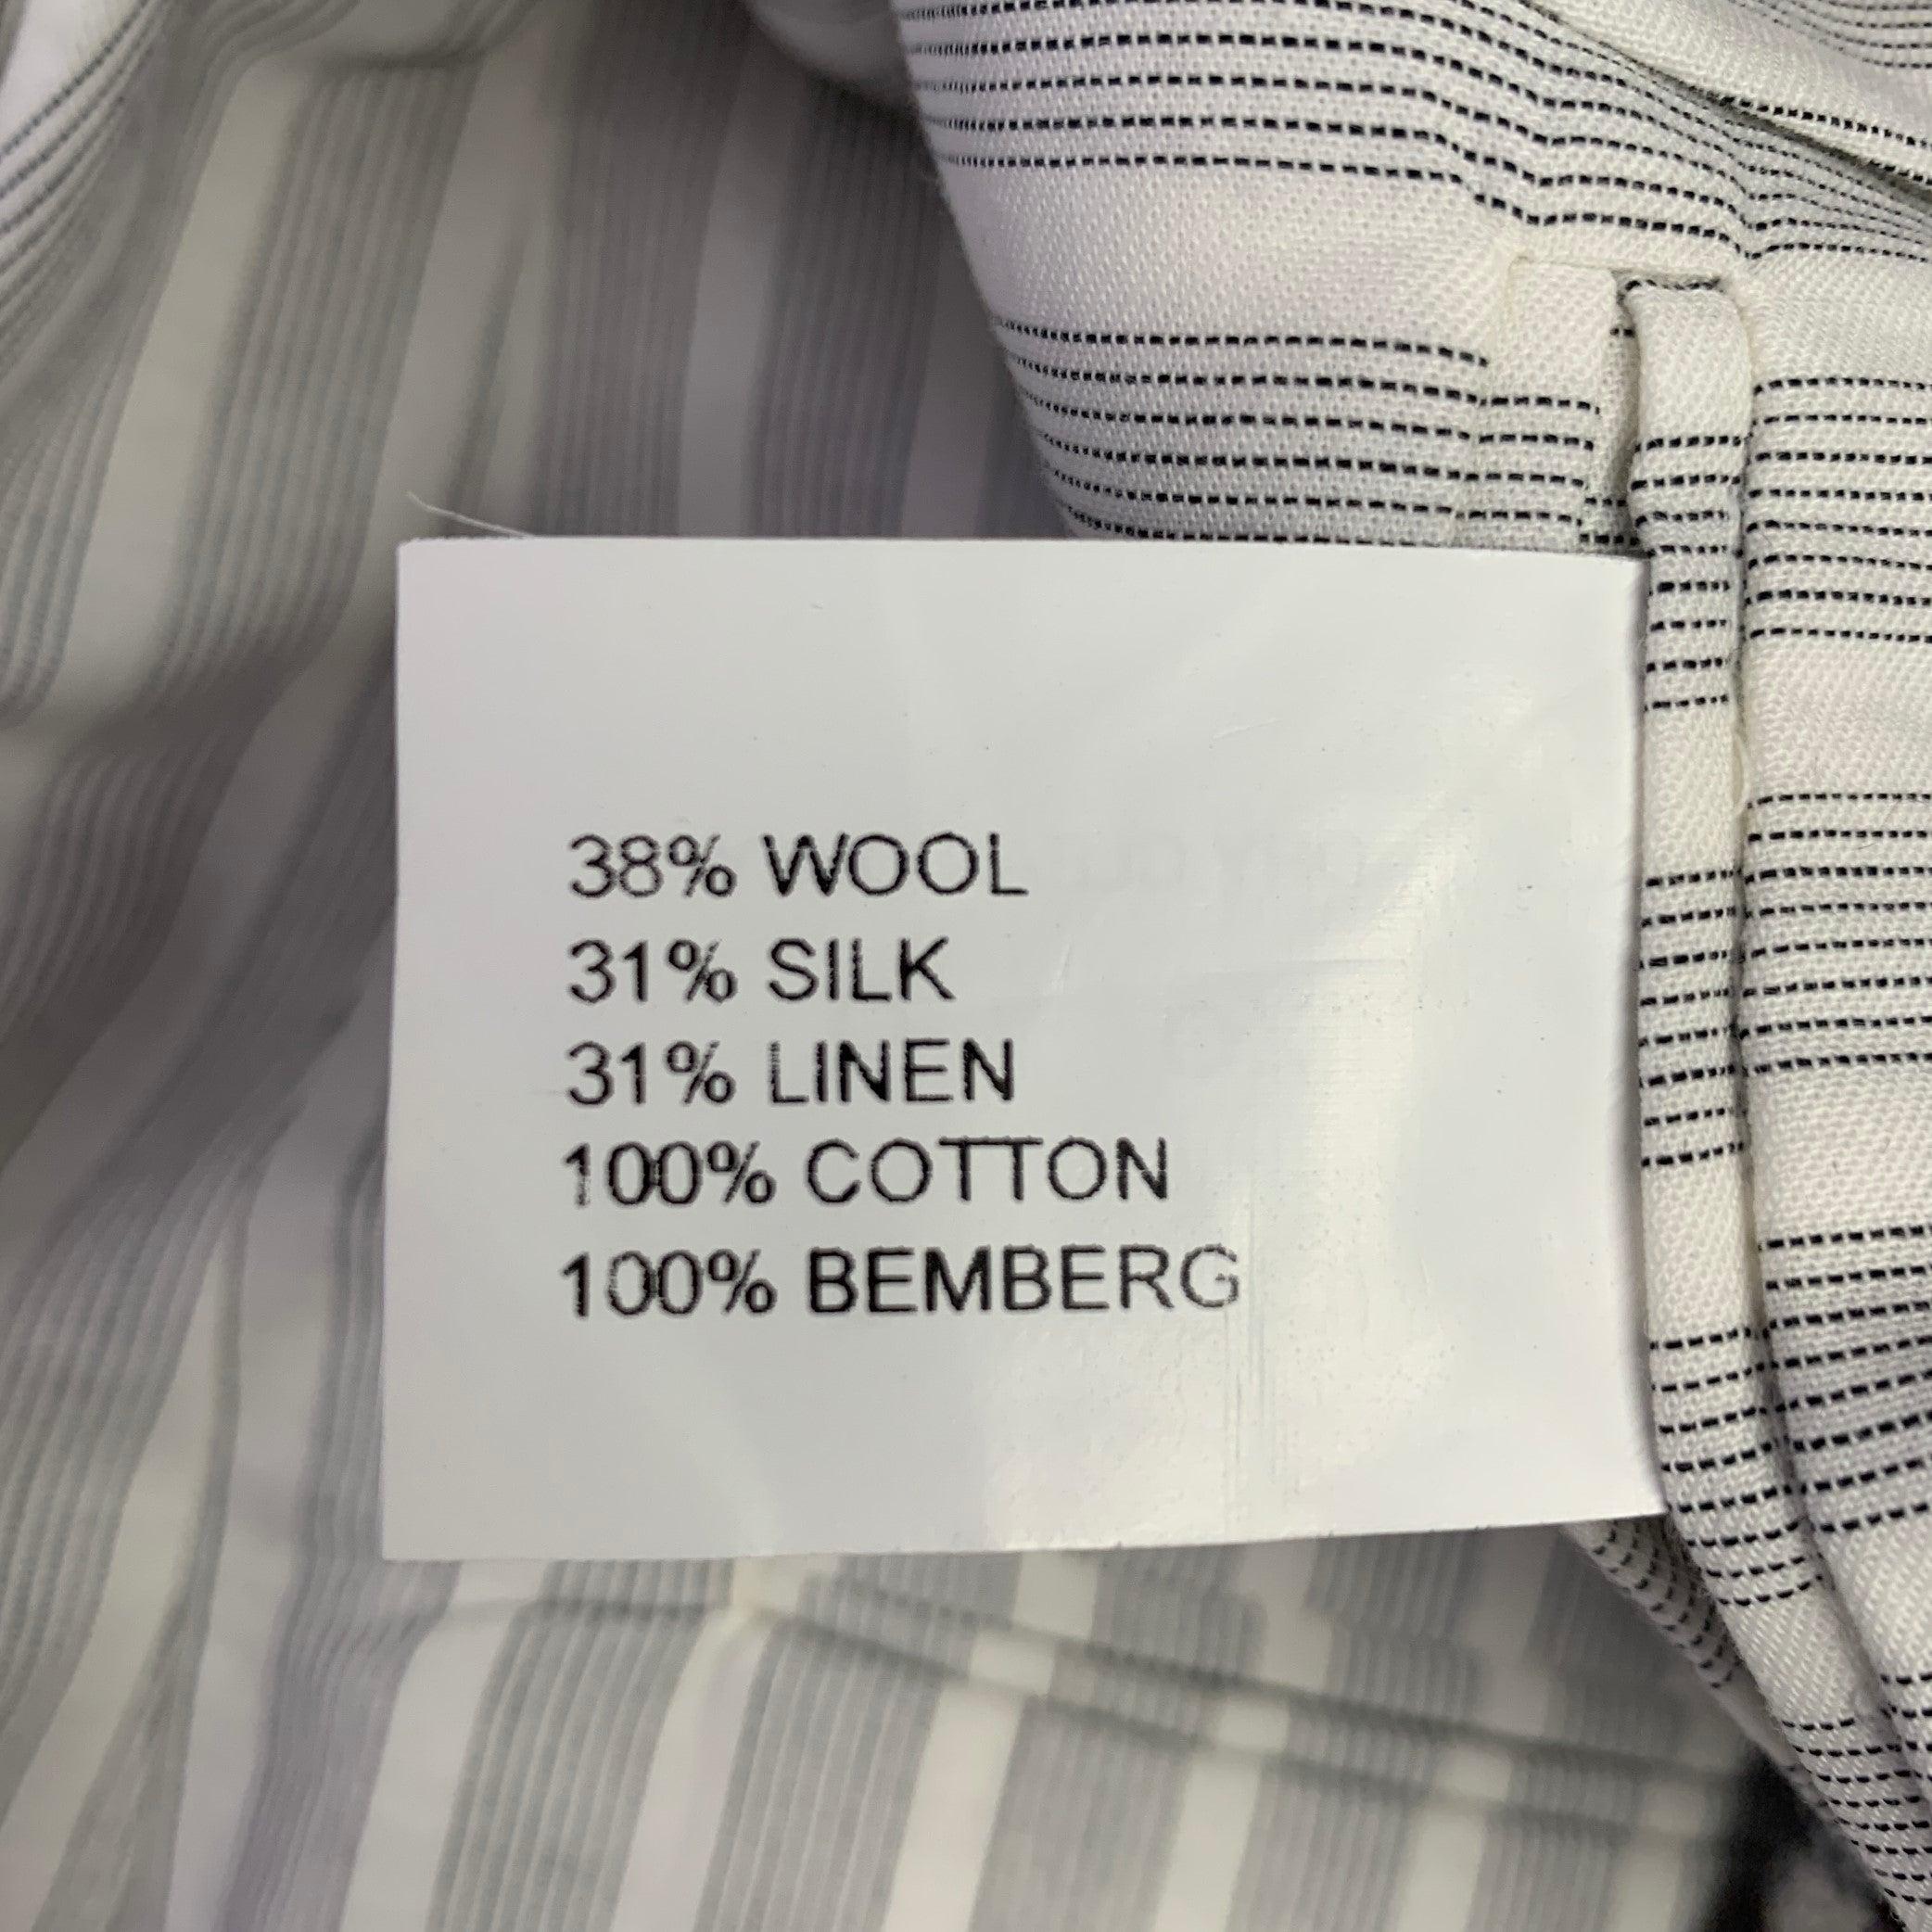 38% WOOL
31% SILK
31% LINEN
100% COTTON
100% BEMBERG